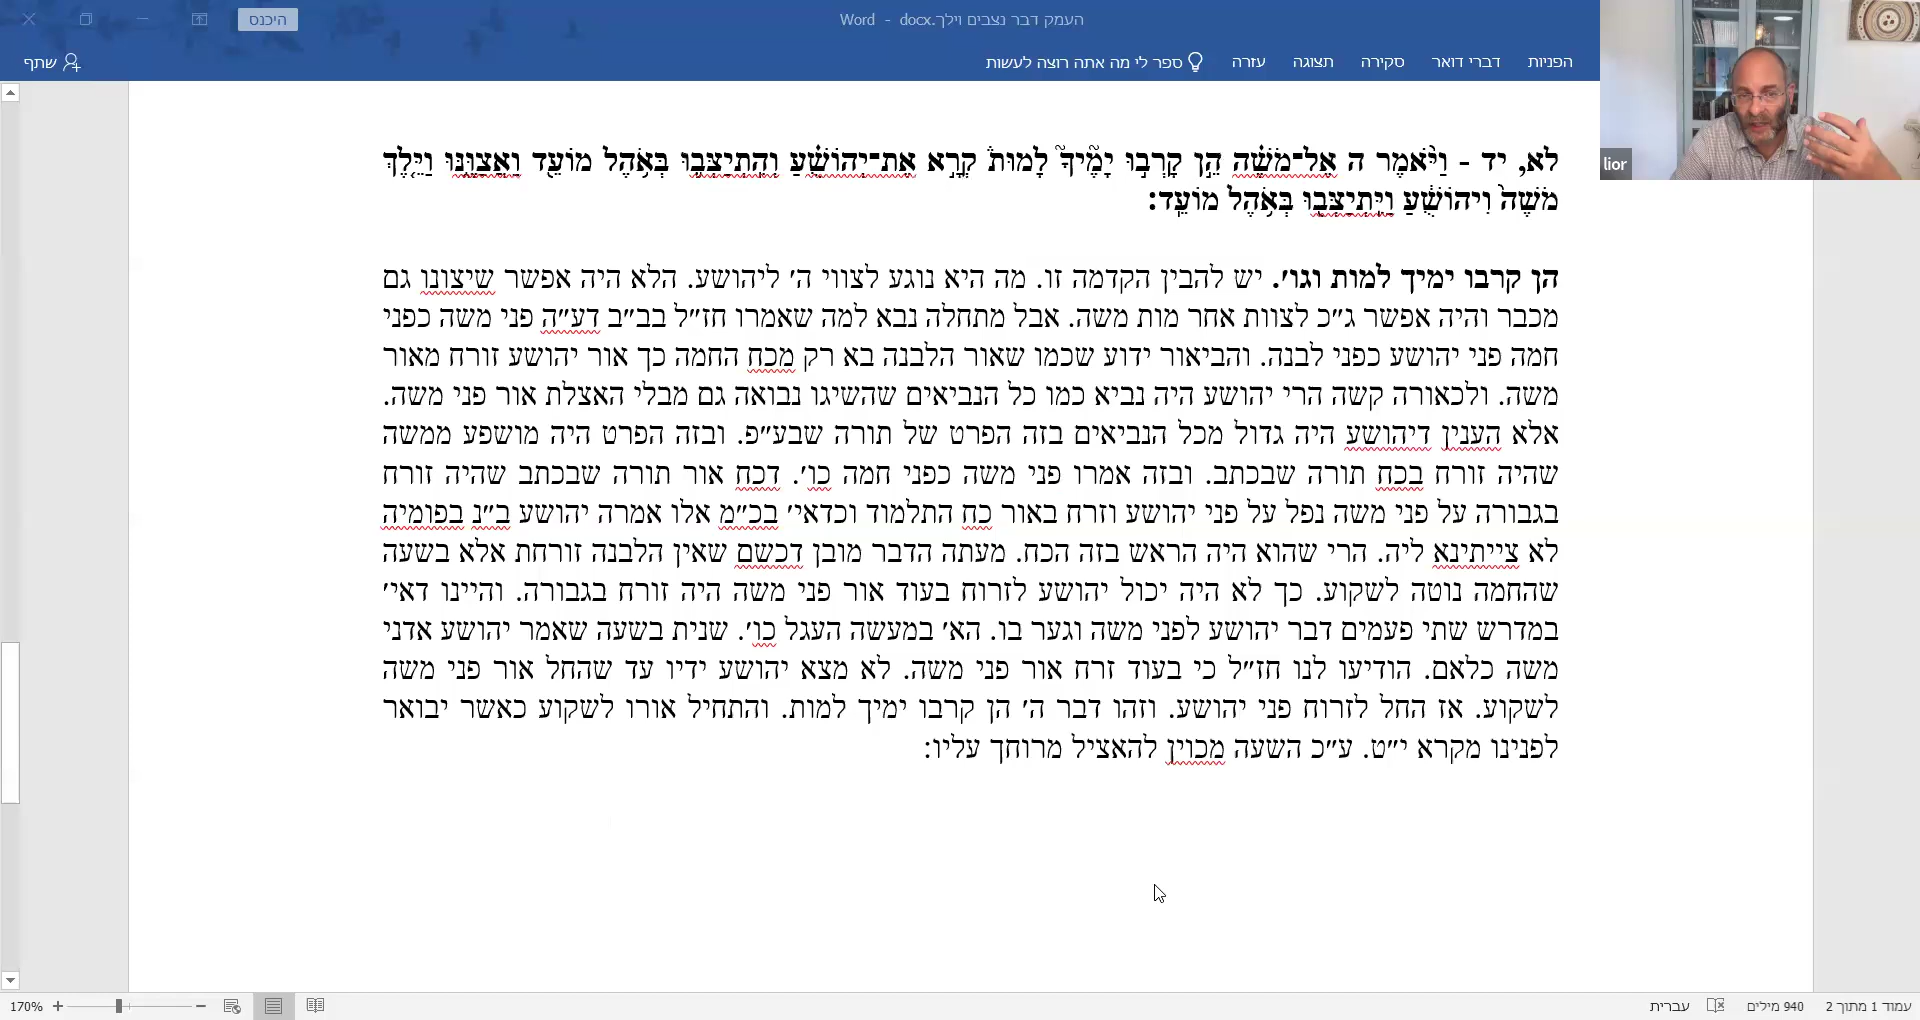 העמק דבר נצבים וילך.docx - Word
היכנס
הפניות
דברי דואר
סקירה
תצוגה
עזרה
ספר לי מה אתה רוצה לעשות
שתף
lior
לא, יד - וַיֹּ֨אמֶר ה אֶל־מֹשֶׁ֗ה הֵ֣ן קָרְב֣וּ יָמֶ֘יךָ֮ לָמוּת֒ קְרָ֣א אֶת־יְהוֹשֻׁ֗עַ וְהִֽתְיַצְּב֛וּ בְּאֹ֥הֶל מוֹעֵ֖ד וַאֲצַוֶּ֑נּוּ וַיֵּ֤לֶךְ
מֹשֶׁה֙ וִיהוֹשֻׁ֔עַ וַיִּֽתְיַצְּב֖וּ בְּאֹ֥הֶל מוֹעֵֽד:
הן קרבו ימיך למות וגו'. יש להבין הקדמה זו. מה היא נוגע לצווי ה' ליהושע. הלא היה אפשר שיצונו גם
מכבר והיה אפשר ג"כ לצוות אחר מות משה. אבל מתחלה נבא למה שאמרו חז"ל בב"ב דע"ה פני משה כפני
חמה פני יהושע כפני לבנה. והביאור ידוע שכמו שאור הלבנה בא רק מכח החמה כך אור יהושע זורח מאור
משה. ולכאורה קשה הרי יהושע היה נביא כמו כל הנביאים שהשיגו נבואה גם מבלי האצלת אור פני משה.
אלא הענין דיהושע היה גדול מכל הנביאים בזה הפרט של תורה שבע"פ. ובזה הפרט היה מושפע ממשה
שהיה זורח בכח תורה שבכתב. ובזה אמרו פני משה כפני חמה כו'. דכח אור תורה שבכתב שהיה זורח
בגבורה על פני משה נפל על פני יהושע וזרח באור כח התלמוד וכדאי' בכ"מ אלו אמרה יהושע ב"נ בפומיה
לא צייתינא ליה. הרי שהוא היה הראש בזה הכח. מעתה הדבר מובן דכשם שאין הלבנה זורחת אלא בשעה
שהחמה נוטה לשקוע. כך לא היה יכול יהושע לזרוח בעוד אור פני משה היה זורח בגבורה. והיינו דאי'
במדרש שתי פעמים דבר יהושע לפני משה וגער בו. הא' במעשה העגל כו'. שנית בשעה שאמר יהושע אדני
משה כלאם. הודיעו לנו חז"ל כי בעוד זרח אור פני משה. לא מצא יהושע ידיו עד שהחל אור פני משה
לשקוע. אז החל לזרוח פני יהושע. וזהו דבר ה' הן קרבו ימיך למות. והתחיל אורו לשקוע כאשר יבואר
לפנינו מקרא י"ט. ע"כ השעה מכוין להאציל מרוחך עליו:
עמוד 1 מתוך 2
940 מילים
עברית
170%